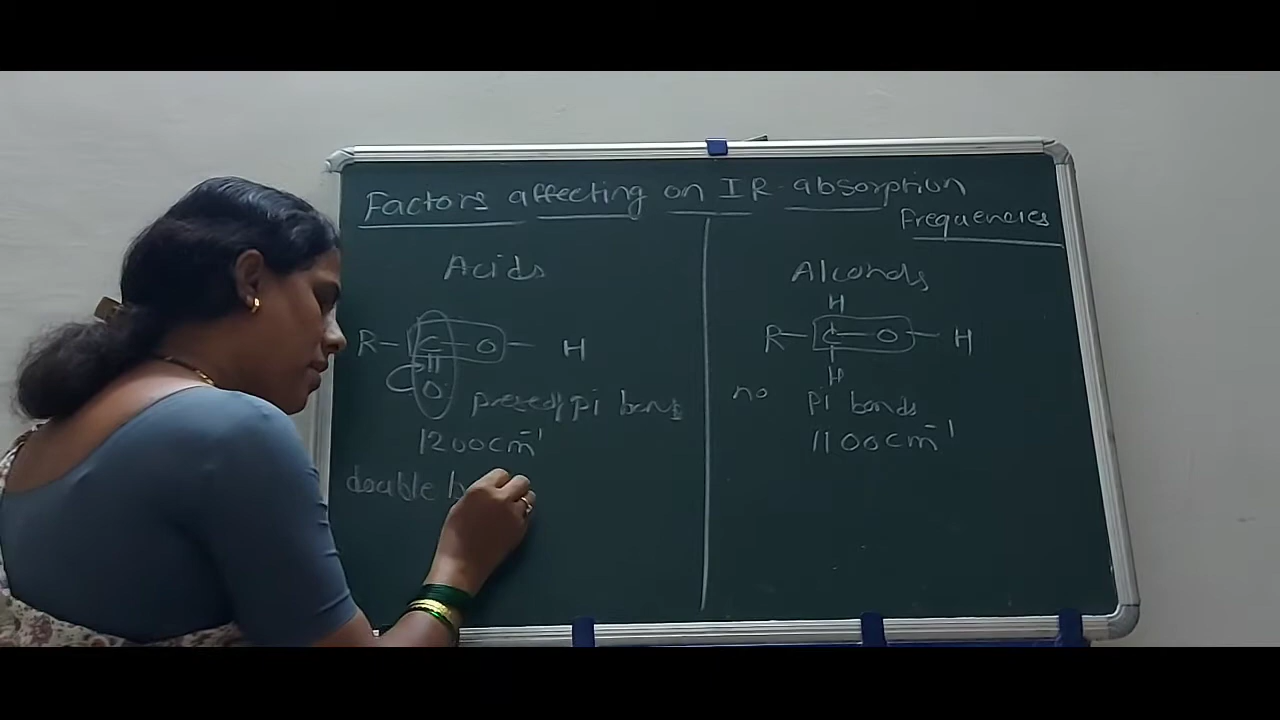 Factors affecting on IR-absorption
Frequencies
Acids
R-C-O-H
O
present pi bonds
1200cm⁻¹
double b
Alcohols
H
R-C-O-H
H
no pi bonds
1100cm⁻¹